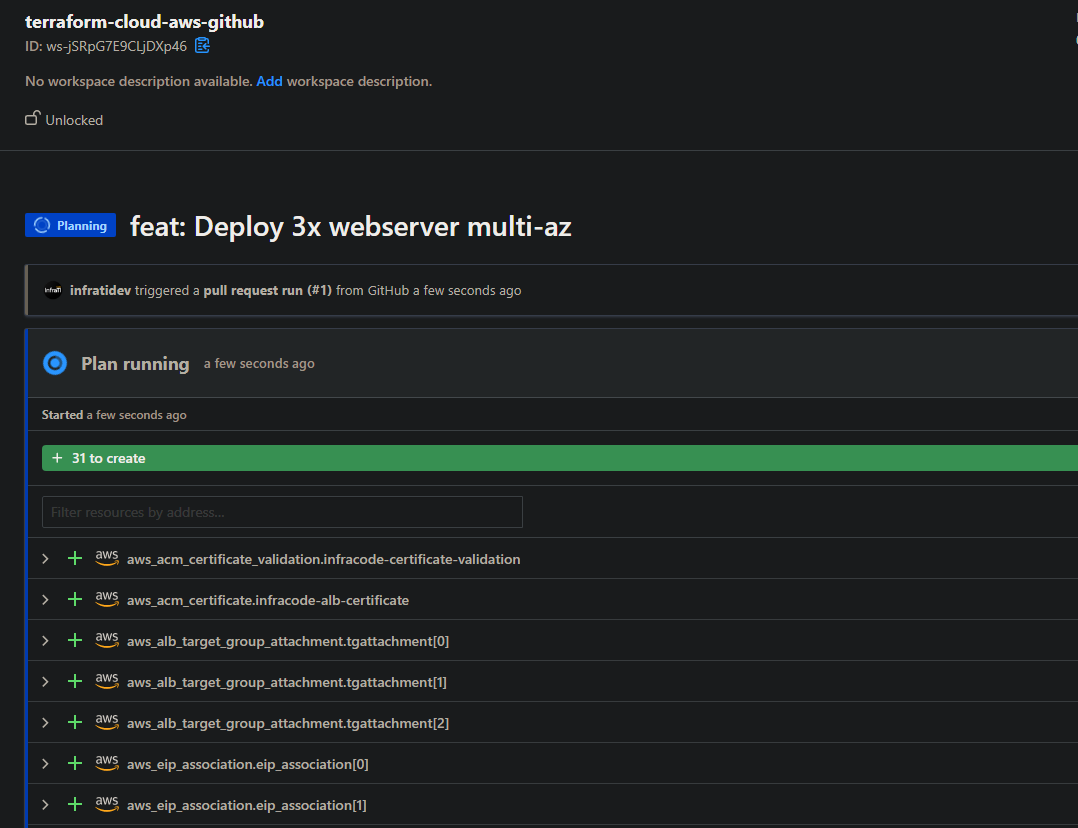 terraform-cloud-aws-github
ID: ws-jSRpG7E9CLjDXp46
No workspace description available. Add workspace description.
Unlocked
Planning feat: Deploy 3x webserver multi-az
infratidev triggered a pull request run (#1) from GitHub a few seconds ago
Plan running a few seconds ago
Started a few seconds ago
+ 31 to create
Filter resources by address...
aws aws_acm_certificate_validation.infracode-certificate-validation
aws aws_acm_certificate.infracode-alb-certificate
aws aws_alb_target_group_attachment.tgattachment[0]
aws aws_alb_target_group_attachment.tgattachment[1]
aws aws_alb_target_group_attachment.tgattachment[2]
aws aws_eip_association.eip_association[0]
aws aws_eip_association.eip_association[1]